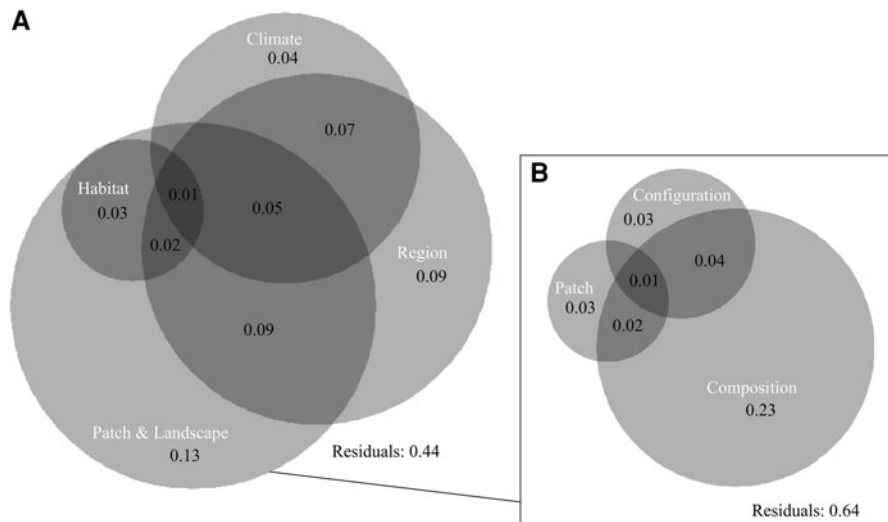 A
Climate
0.04
0.07
Habitat
0.03
0.01
0.05
0.02
Region
0.09
0.09
Patch & Landscape
0.13
Residuals: 0.44
B
Configuration
0.03
0.04
0.01
Patch
0.03
0.02
Composition
0.23
Residuals: 0.64